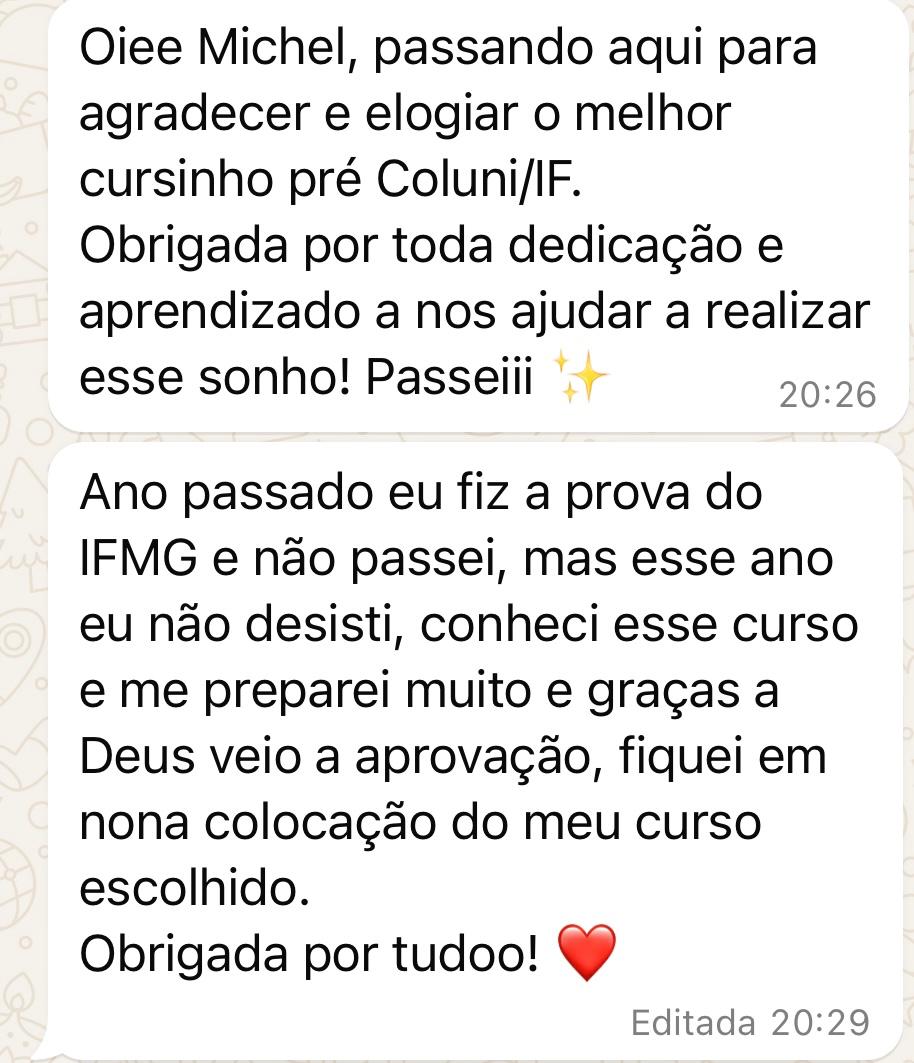 Oiee Michel, passando aqui para
agradecer e elogiar o melhor
cursinho pré Coluni/IF.
Obrigada por toda dedicação e
aprendizado a nos ajudar a realizar
esse sonho! Passeiii ✨
20:26
Ano passado eu fiz a prova do
IFMG e não passei, mas esse ano
eu não desisti, conheci esse curso
e me preparei muito e graças a
Deus veio a aprovação, fiquei em
nona colocação do meu curso
escolhido.
Obrigada por tudoo! ❤️
Editada 20:29